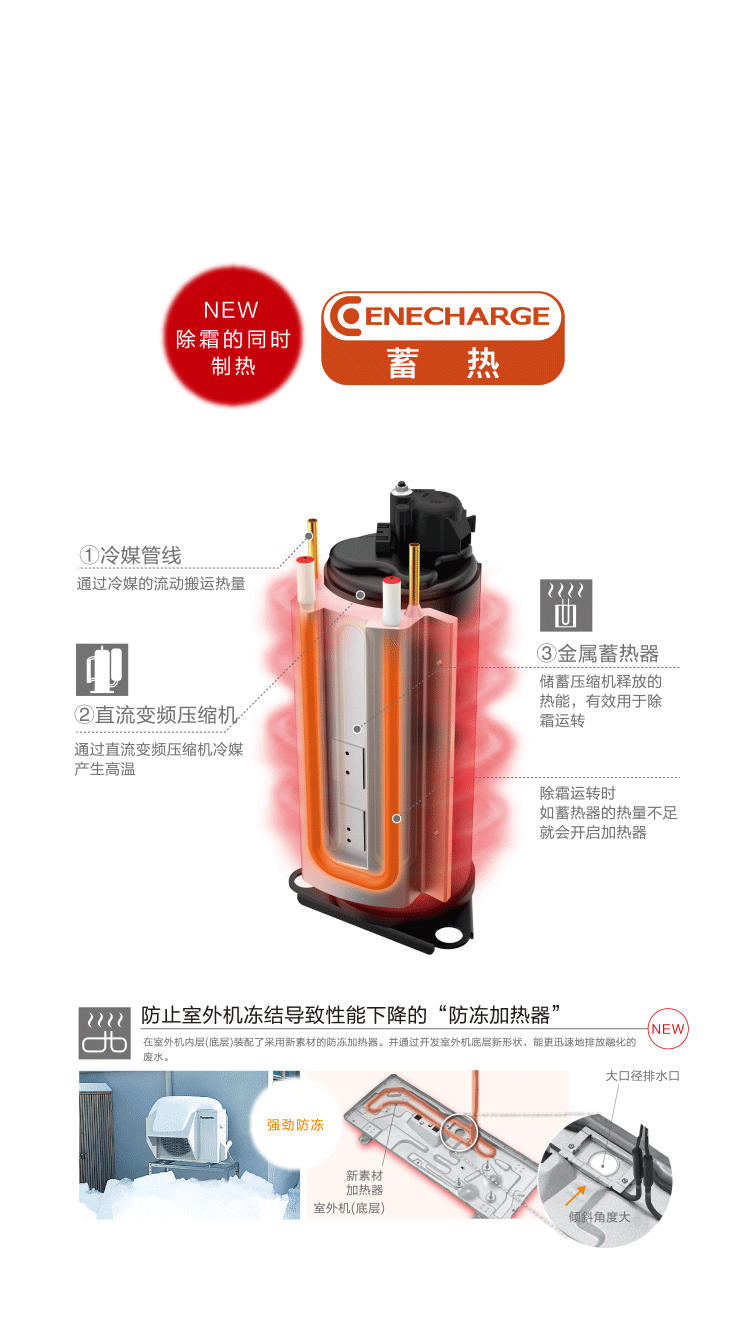 NEW
除霜的同时
制热
ENECHARGE
蓄热
①冷媒管线
通过冷媒的流动搬运热量
②直流变频压缩机
通过直流变频压缩机冷媒
产生高温
③金属蓄热器
储蓄压缩机释放的
热能，有效用于除
霜运转
除霜运转时
如蓄热器的热量不足
就会开启加热器
防止室外机冻结导致性能下降的“防冻加热器”
NEW
在室外机内层(底层)装配了采用新素材的防冻加热器。并通过开发室外机底层新形状，能更迅速地排放融化的
废水。
大口径排水口
Panasonic
强劲防冻
新素材
加热器
室外机(底层)
倾斜角度大